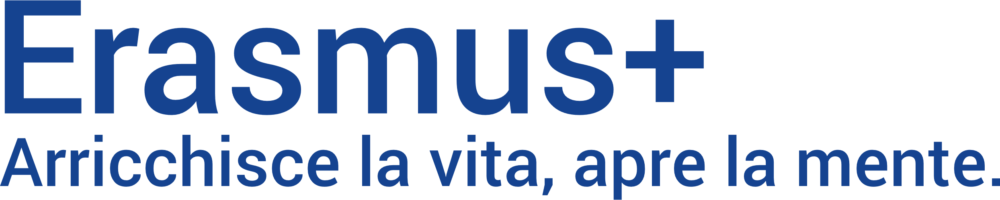 Erasmus+
Arricchisce la vita, apre la mente.